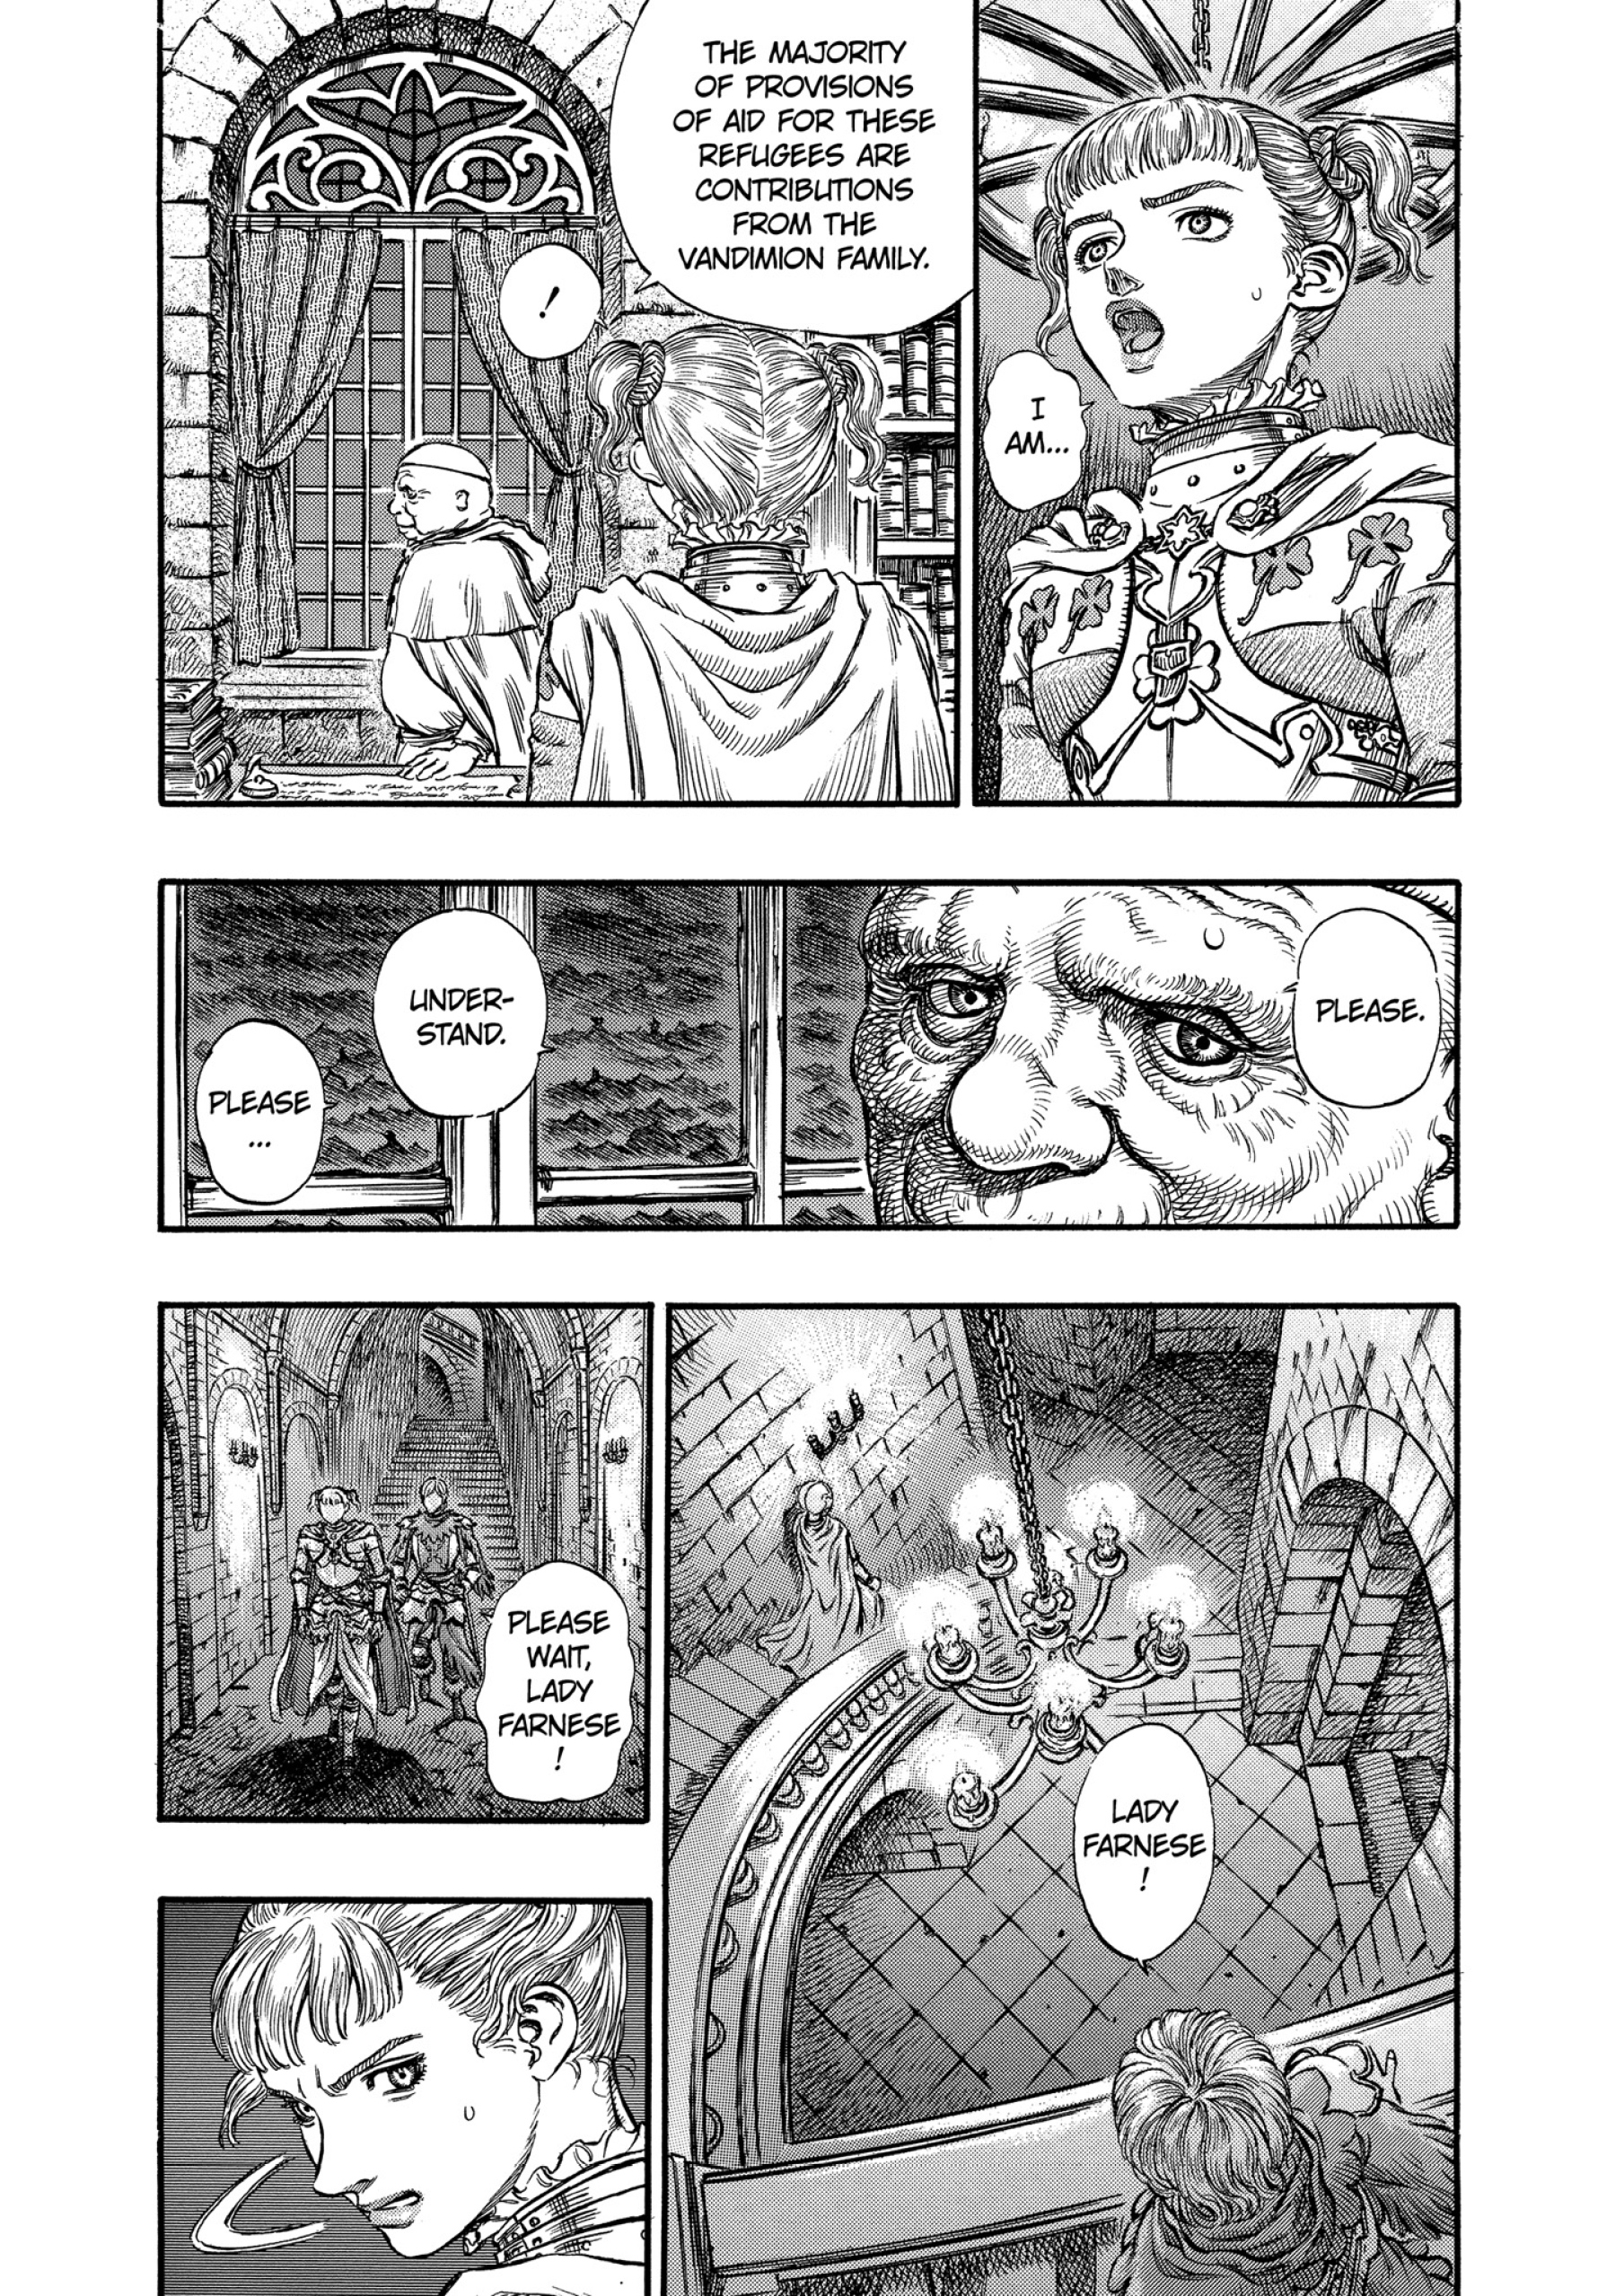 I
AM...
THE MAJORITY
OF PROVISIONS
OF AID FOR THESE
REFUGEES ARE
CONTRIBUTIONS
FROM THE
VANDIMION FAMILY.
!
PLEASE.
UNDER-
STAND.
PLEASE
...
LADY
FARNESE
!
PLEASE
WAIT,
LADY
FARNESE
!